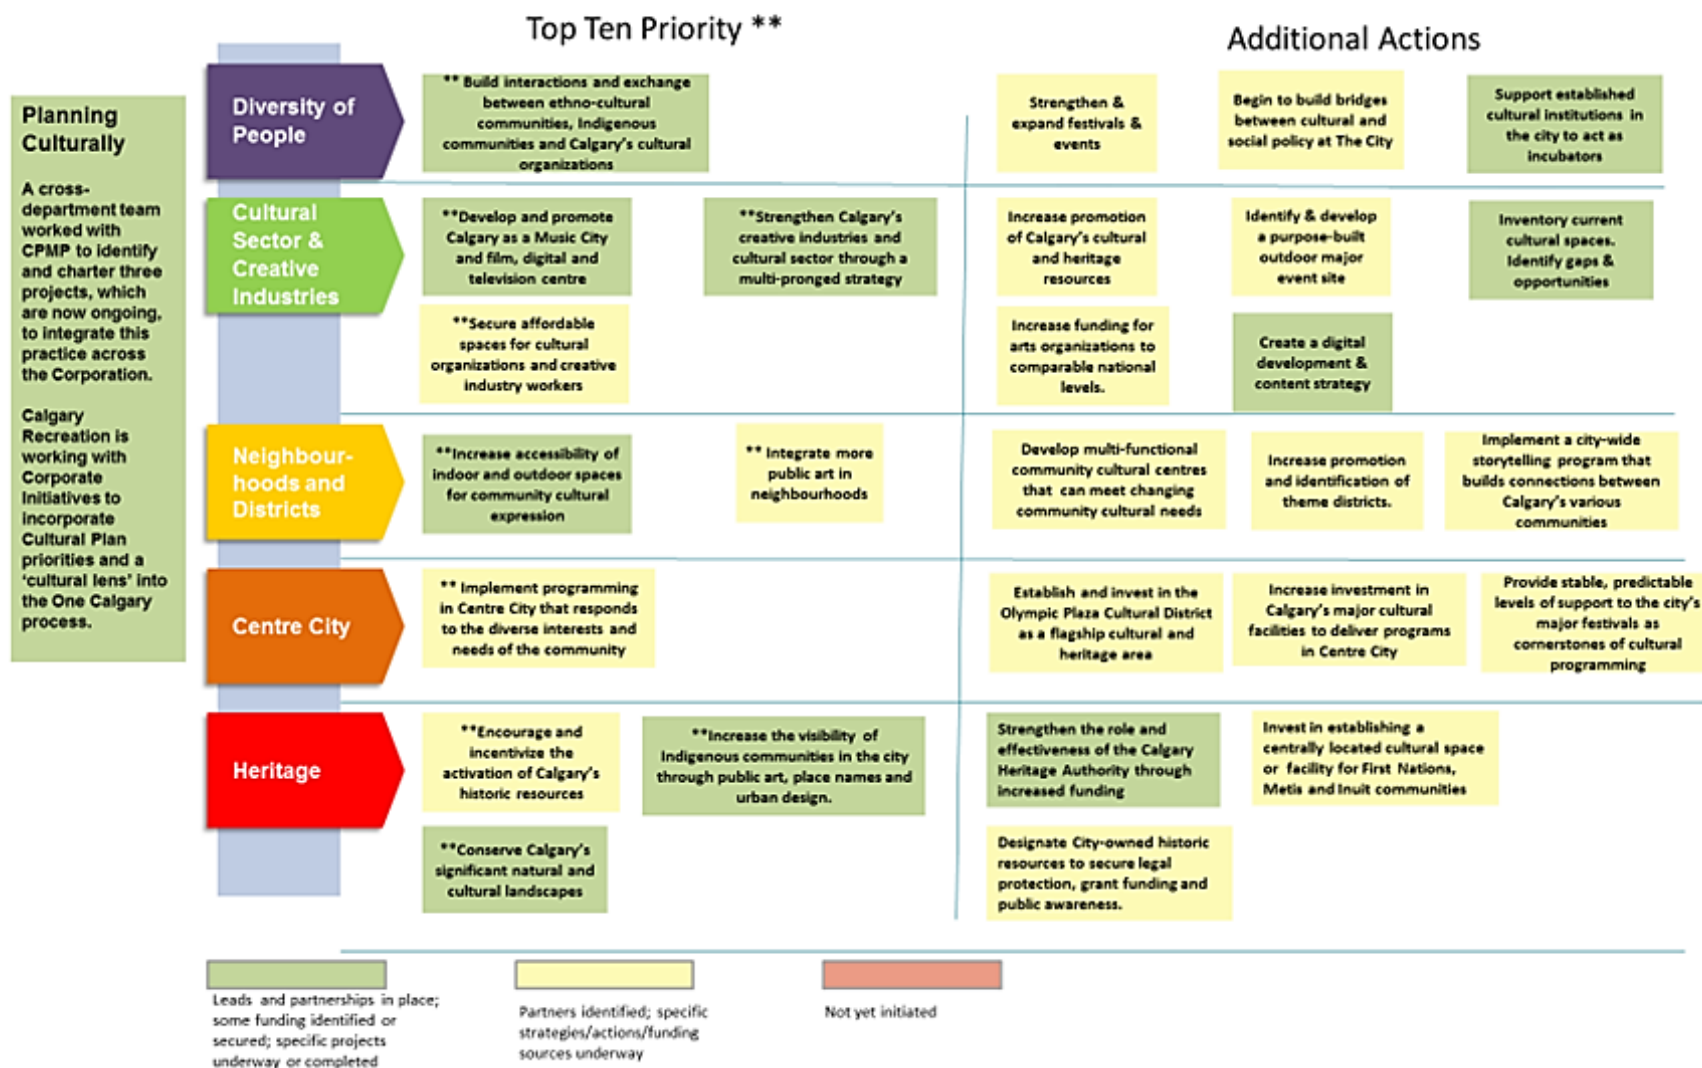 Top Ten Priority **
Additional Actions
Planning
Culturally
A cross-
department team
worked with
CPMP to identify
and charter three
projects, which
are now ongoing,
to integrate this
practice across
the Corporation.
Calgary
Recreation is
working with
Corporate
Initiatives to
incorporate
Cultural Plan
priorities and a
‘cultural lens’ into
the One Calgary
process.
Diversity of
People
** Build interactions and exchange
between ethno-cultural
communities, Indigenous
communities and Calgary’s cultural
organizations
Strengthen &
expand festivals &
events
Begin to build bridges
between cultural and
social policy at The City
Support established
cultural institutions in
the city to act as
incubators
Cultural
Sector &
Creative
Industries
**Develop and promote
Calgary as a Music City
and film, digital and
television centre
**Strengthen Calgary’s
creative industries and
cultural sector through a
multi-pronged strategy
**Secure affordable
spaces for cultural
organizations and creative
industry workers
Increase promotion
of Calgary’s cultural
and heritage
resources
Identify & develop
a purpose-built
outdoor major
event site
Inventory current
cultural spaces.
Identify gaps &
opportunities
Increase funding for
arts organizations to
comparable national
levels.
Create a digital
development &
content strategy
Neighbour-
hoods and
Districts
**Increase accessibility of
indoor and outdoor spaces
for community cultural
expression
** Integrate more
public art in
neighbourhoods
Develop multi-functional
community cultural centres
that can meet changing
community cultural needs
Increase promotion
and identification of
theme districts.
Implement a city-wide
storytelling program that
builds connections between
Calgary’s various
communities
Centre City
** Implement programming
in Centre City that responds
to the diverse interests and
needs of the community
Establish and invest in the
Olympic Plaza Cultural District
as a flagship cultural and
heritage area
Increase investment in
Calgary’s major cultural
facilities to deliver programs
in Centre City
Provide stable, predictable
levels of support to the city’s
major festivals as
cornerstones of cultural
programming
Heritage
**Encourage and
incentivize the
activation of Calgary’s
historic resources
**Increase the visibility of
Indigenous communities in the city
through public art, place names and
urban design.
**Conserve Calgary’s
significant natural and
cultural landscapes
Strengthen the role and
effectiveness of the Calgary
Heritage Authority through
increased funding
Invest in establishing a
centrally located cultural space
or facility for First Nations,
Metis and Inuit communities
Designate City-owned historic
resources to secure legal
protection, grant funding and
public awareness.
Leads and partnerships in place;
some funding identified or
secured; specific projects
underway or completed
Partners identified; specific
strategies/actions/funding
sources underway
Not yet initiated